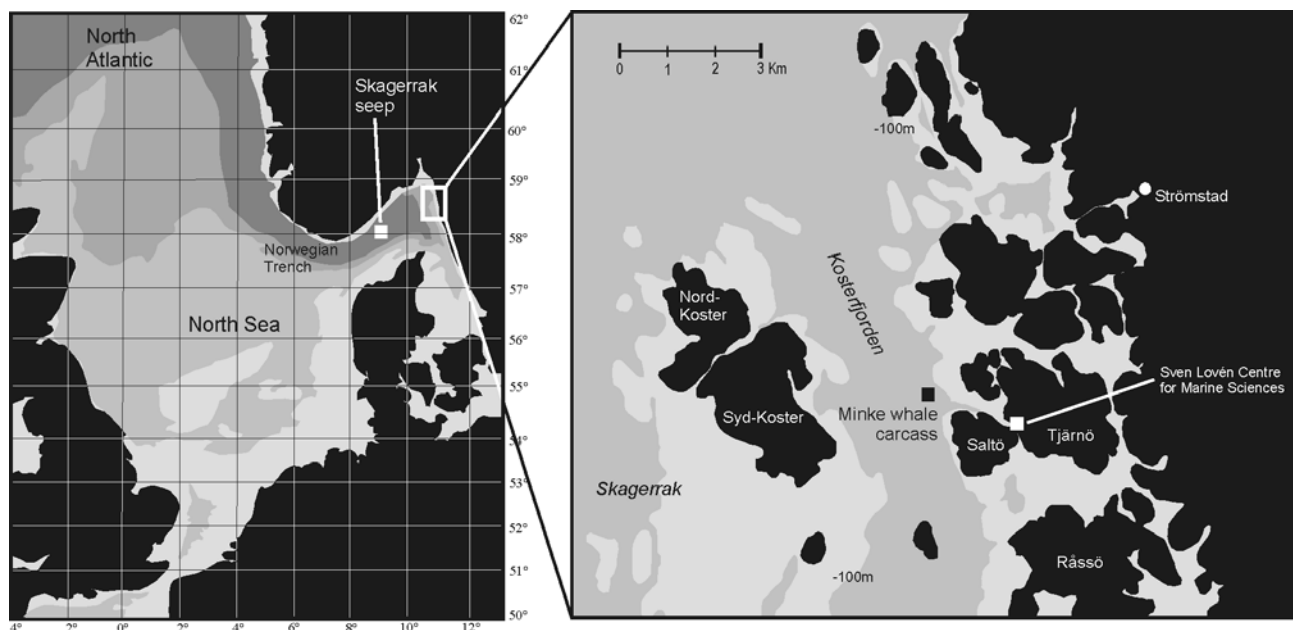 North
Atlantic
Skagerrak
seep
Norwegian
Trench
North Sea
62°
61°
60°
59°
58°
57°
56°
55°
54°
53°
52°
51°
50°
4°
2°
0°
2°
4°
6°
8°
10°
12°
0
1
2
3 Km
-100m
Strömstad
Kosterfjorden
Nord-
Koster
Syd-Koster
Minke whale
carcass
Sven Lovén Centre
for Marine Sciences
Saltö
Tjärnö
Skagerrak
-100m
Råssö